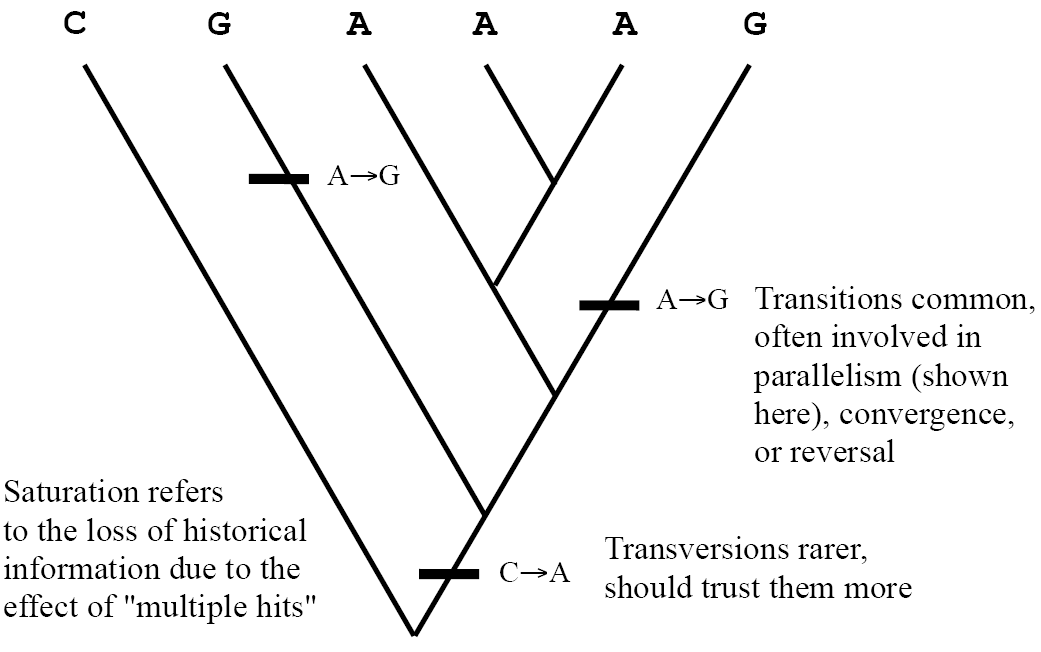 C G A A A G
A→G
A→G
Transitions common,
often involved in
parallelism (shown
here), convergence,
or reversal
Saturation refers
to the loss of historical
information due to the
effect of "multiple hits"
C→A
Transversions rarer,
should trust them more